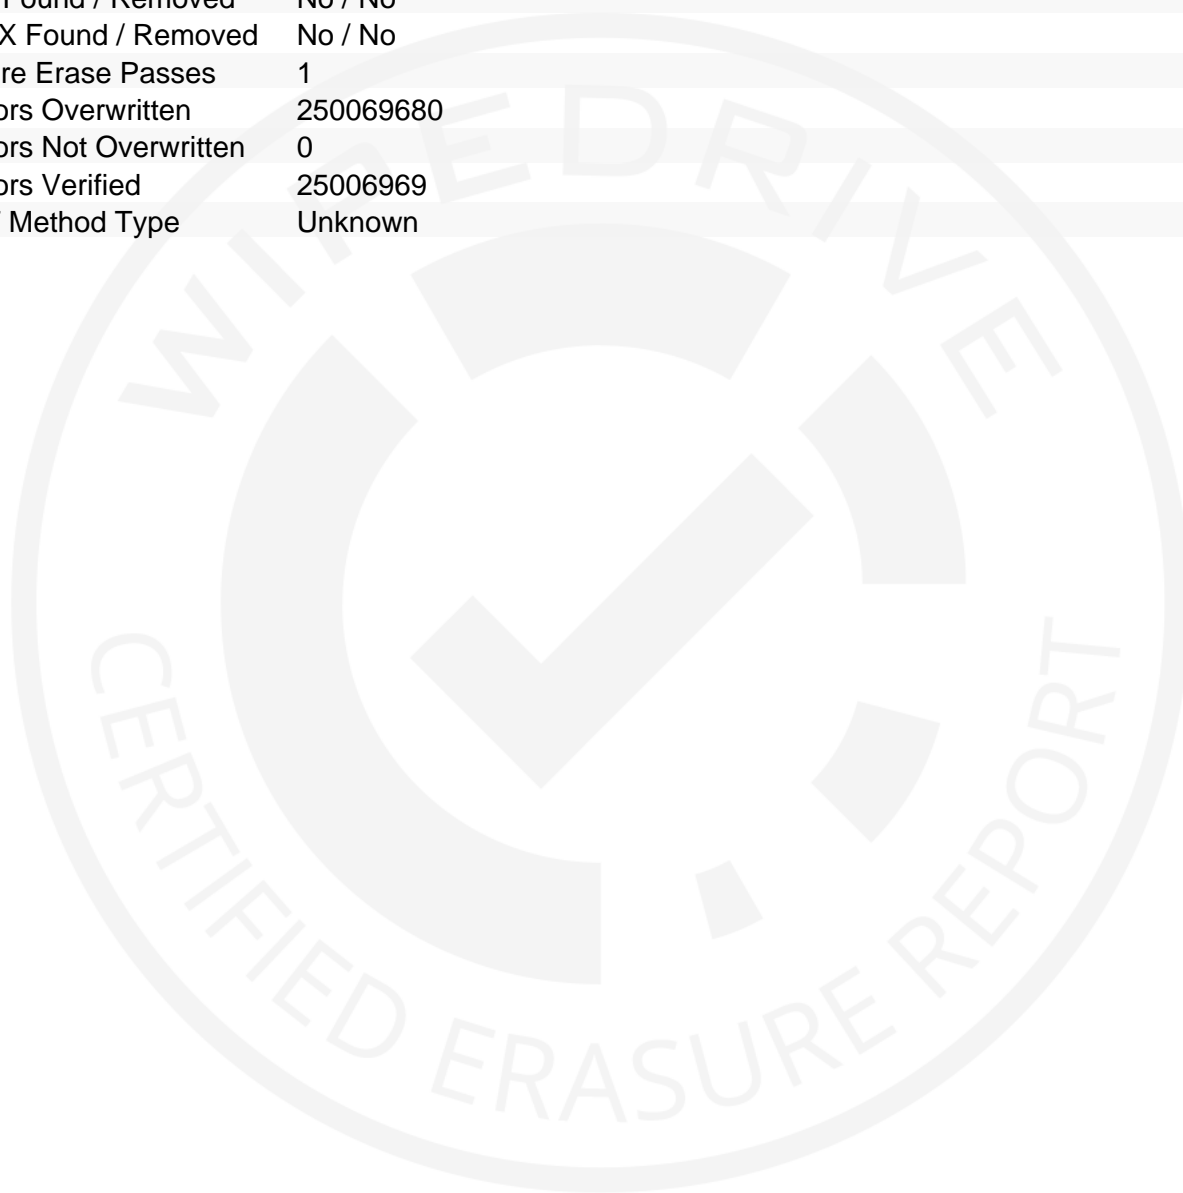 Found / Removed No / No
X Found / Removed No / No
re Erase Passes 1
ors Overwritten 250069680
ors Not Overwritten 0
ors Verified 25006969
Method Type Unknown
WIPEDRIVE
CERTIFIED ERASURE REPORT